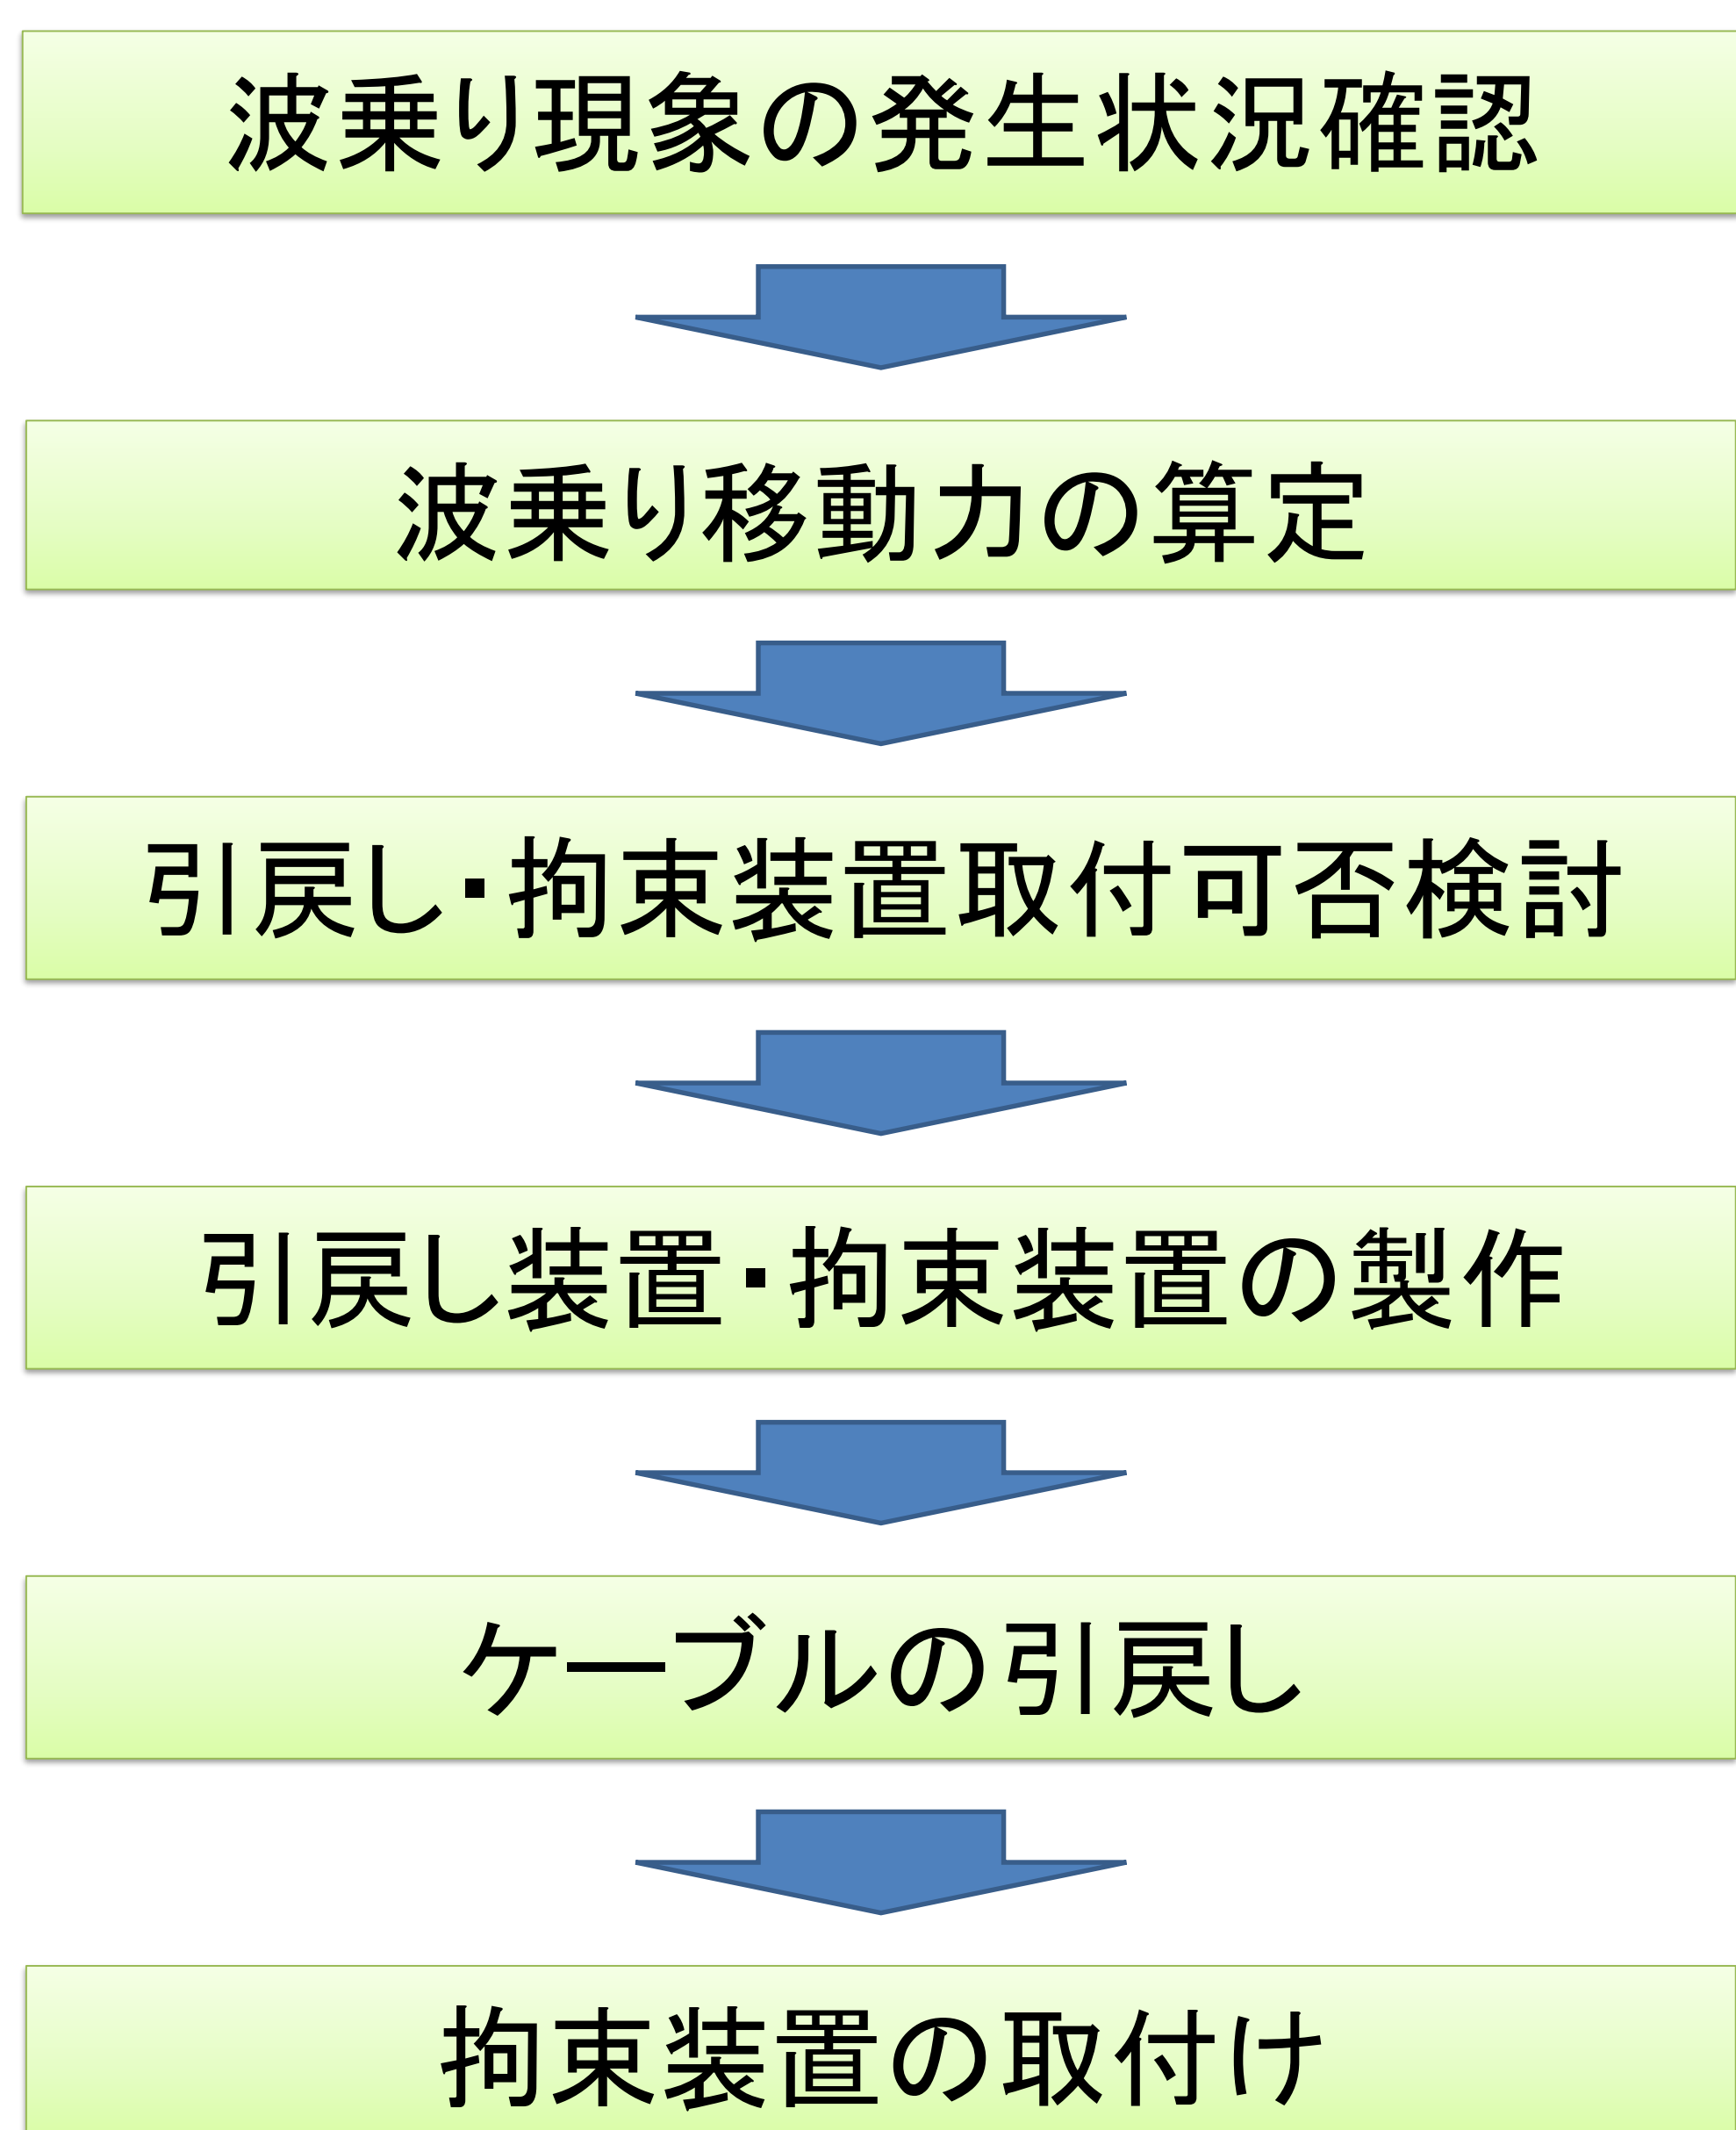 波乗り現象の発生状況確認
波乗り移動力の算定
引戻し・拘束装置取付可否検討
引戻し装置・拘束装置の製作
ケーブルの引戻し
拘束装置の取付け